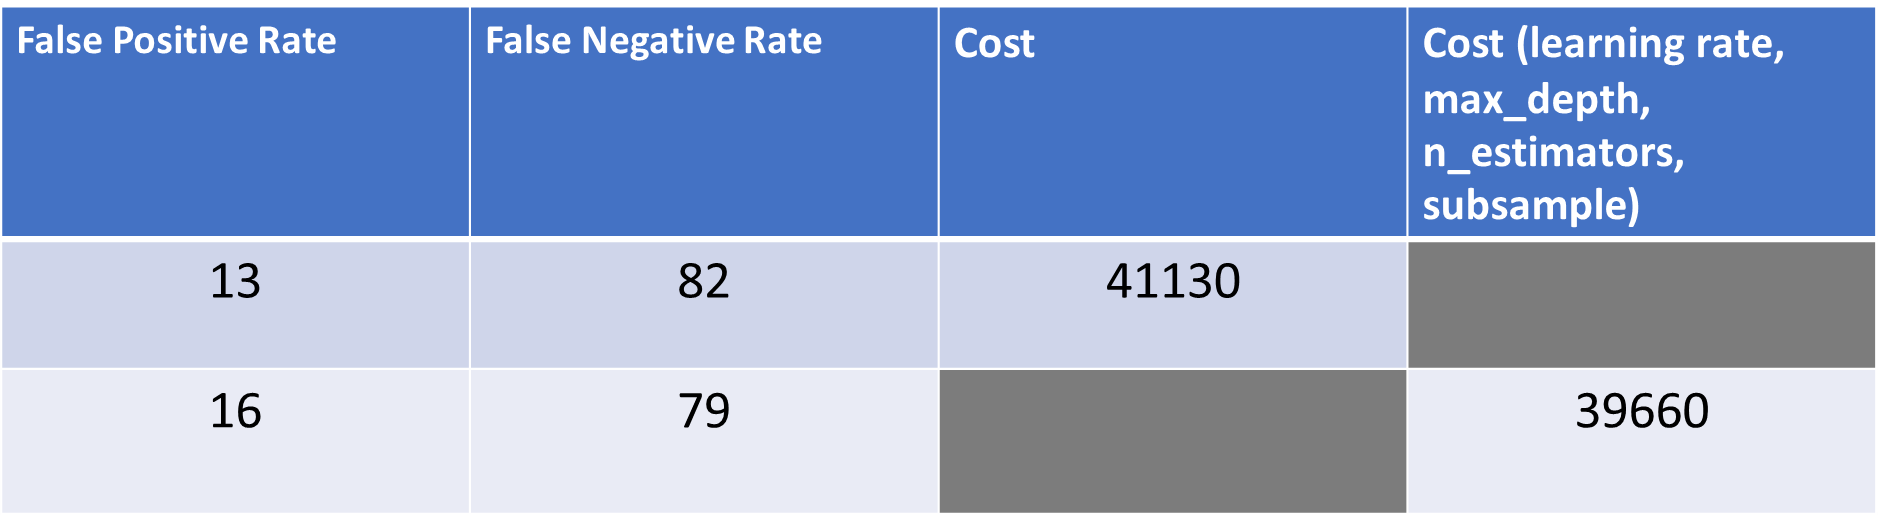 False Positive Rate
False Negative Rate
Cost
Cost (learning rate,
max_depth,
n_estimators,
subsample)
13
82
41130
16
79
39660